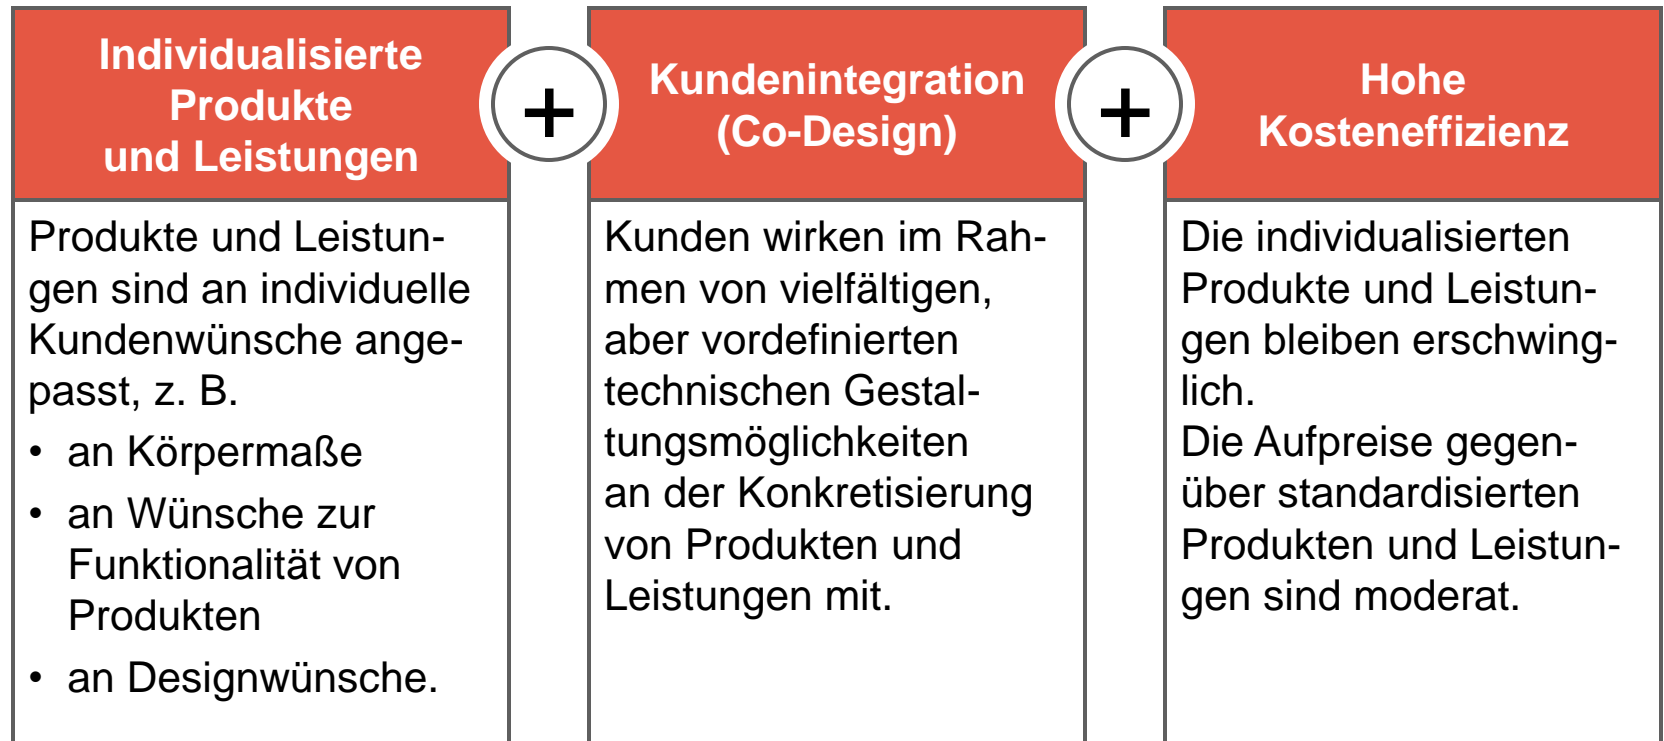 Individualisierte
Produkte
und Leistungen
+
Kundenintegration
(Co-Design)
+
Hohe
Kosteneffizienz
Produkte und Leistun-
gen sind an individuelle
Kundenwünsche ange-
passt, z. B.
• an Körpermaße
• an Wünsche zur
Funktionalität von
Produkten
• an Designwünsche.
Kunden wirken im Rah-
men von vielfältigen,
aber vordefinierten
technischen Gestal-
tungsmöglichkeiten
an der Konkretisierung
von Produkten und
Leistungen mit.
Die individualisierten
Produkte und Leistun-
gen bleiben erschwing-
lich.
Die Aufpreise gegen-
über standardisierten
Produkten und Leistun-
gen sind moderat.